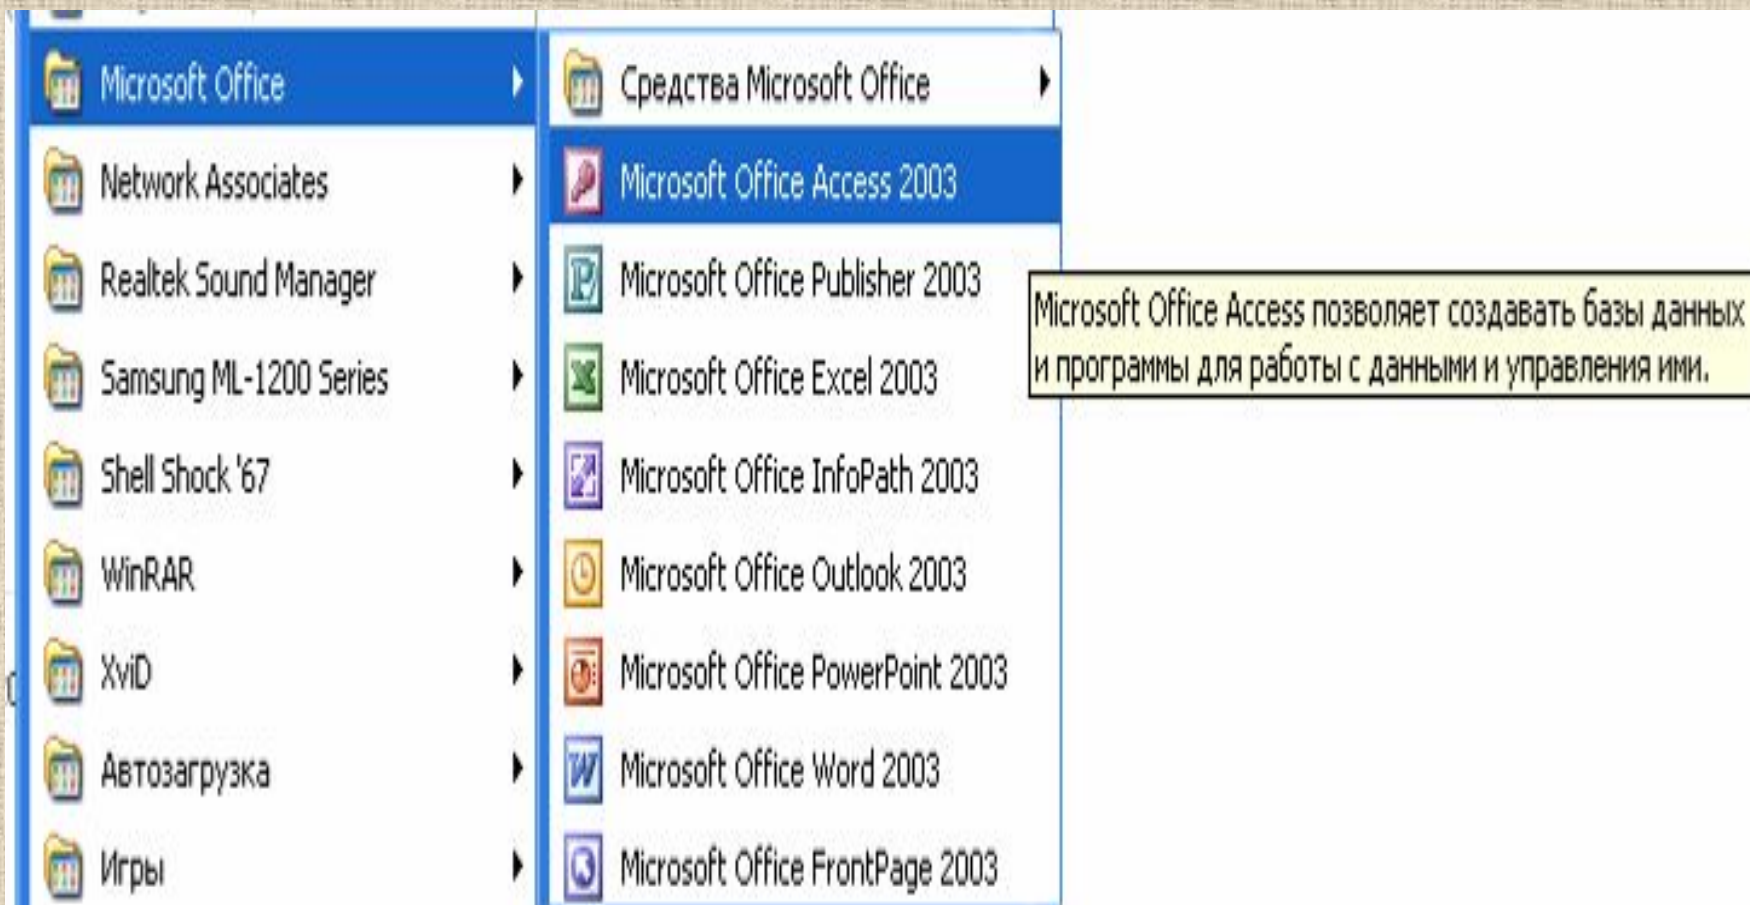 Microsoft Office
Network Associates
Realtek Sound Manager
Samsung ML-1200 Series
Shell Shock '67
WinRAR
XviD
Автозагрузка
Игры
Средства Microsoft Office
Microsoft Office Access 2003
Microsoft Office Publisher 2003
Microsoft Office Excel 2003
Microsoft Office InfoPath 2003
Microsoft Office Outlook 2003
Microsoft Office PowerPoint 2003
Microsoft Office Word 2003
Microsoft Office FrontPage 2003
Microsoft Office Access позволяет создавать базы данных
и программы для работы с данными и управления ими.